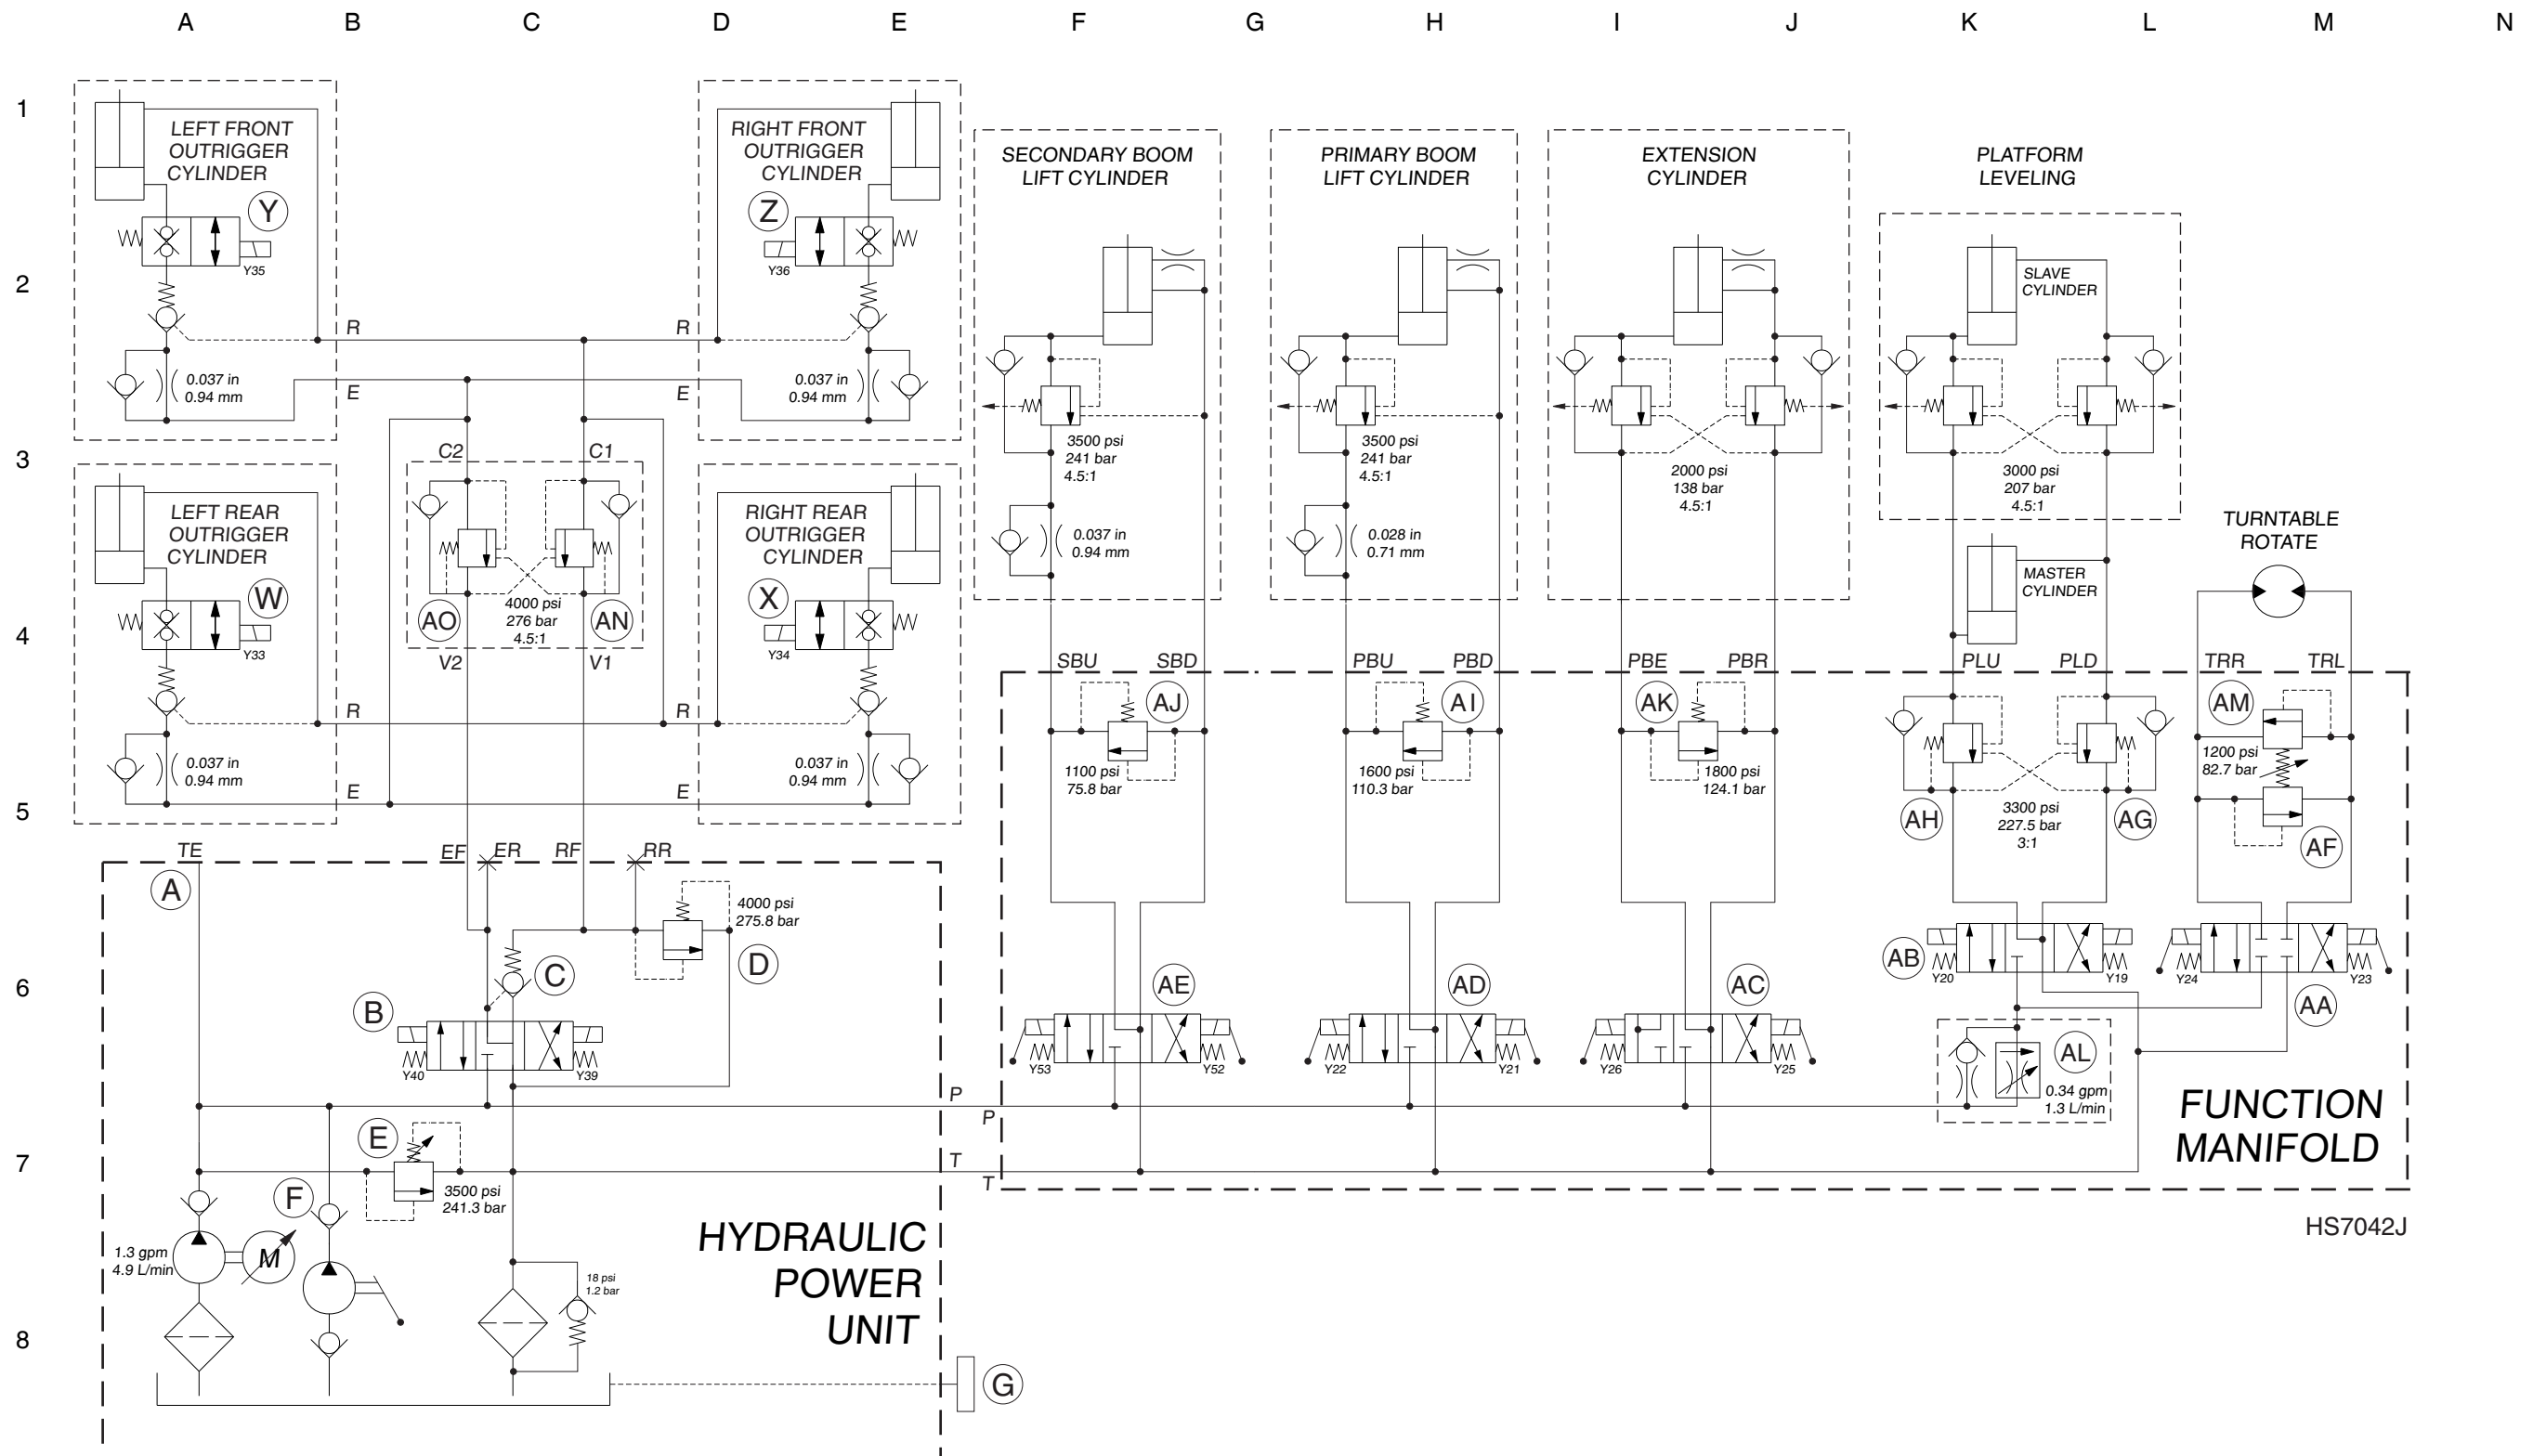 A B C D E F G H I J K L M N
1
2
3
4
5
6
7
8
LEFT FRONT
OUTRIGGER
CYLINDER
Y
Y35
0.037 in
0.94 mm
RIGHT FRONT
OUTRIGGER
CYLINDER
Z
Y36
0.037 in
0.94 mm
R R
E E
LEFT REAR
OUTRIGGER
CYLINDER
W
Y33
0.037 in
0.94 mm
RIGHT REAR
OUTRIGGER
CYLINDER
X
Y34
0.037 in
0.94 mm
R R
E E
C2 C1
AO AN
4000 psi
276 bar
4.5:1
V2 V1
SECONDARY BOOM
LIFT CYLINDER
3500 psi
241 bar
4.5:1
0.037 in
0.94 mm
PRIMARY BOOM
LIFT CYLINDER
3500 psi
241 bar
4.5:1
0.028 in
0.71 mm
EXTENSION
CYLINDER
2000 psi
138 bar
4.5:1
PLATFORM
LEVELING
SLAVE
CYLINDER
3000 psi
207 bar
4.5:1
MASTER
CYLINDER
TURNTABLE
ROTATE
SBU SBD PBU PBD PBE PBR PLU PLD TRR TRL
AJ
1100 psi
75.8 bar
AI
1600 psi
110.3 bar
AK
1800 psi
124.1 bar
AH AG
3300 psi
227.5 bar
3:1
AM
1200 psi
82.7 bar
AF
AE
Y53 Y52
AD
Y22 Y21
AC
Y26 Y25
AB
Y20 Y19
Y24 Y23
AA
AL
0.34 gpm
1.3 L/min
FUNCTION
MANIFOLD
TE EF ER RF RR
A
4000 psi
275.8 bar
D
C
B
Y40 Y39
P
P
T
T
E
3500 psi
241.3 bar
F
1.3 gpm
4.9 L/min
M
18 psi
1.2 bar
HYDRAULIC
POWER
UNIT
G
HS7042J